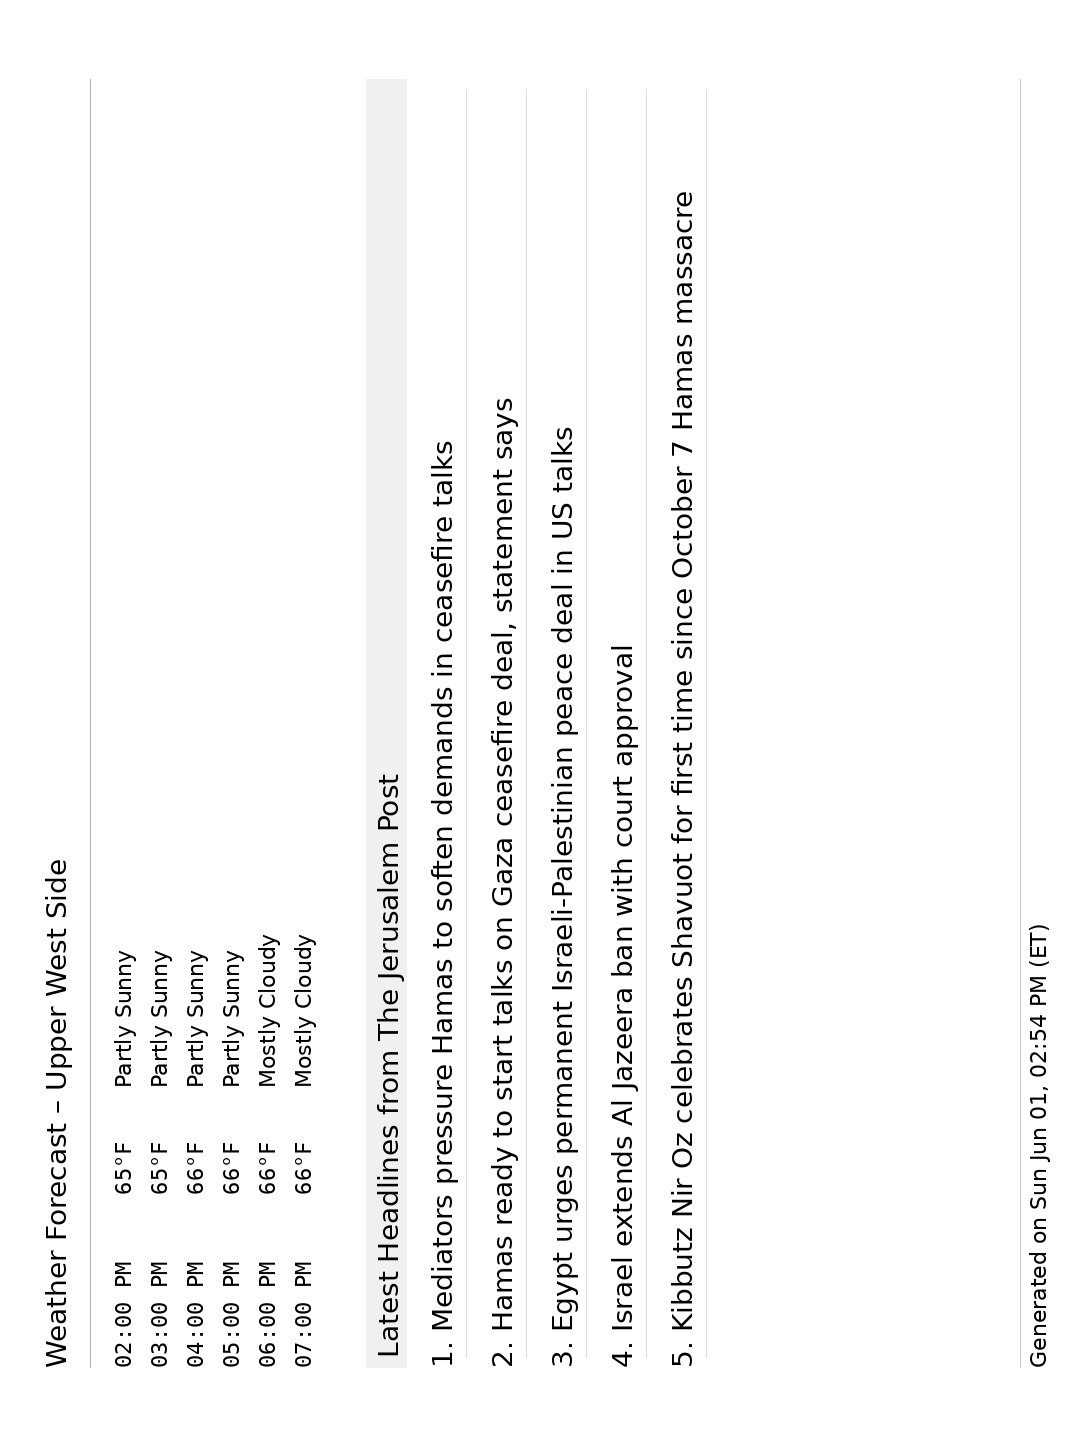 Weather Forecast – Upper West Side
02:00 PM 65°F Partly Sunny
03:00 PM 65°F Partly Sunny
04:00 PM 66°F Partly Sunny
05:00 PM 66°F Partly Sunny
06:00 PM 66°F Mostly Cloudy
07:00 PM 66°F Mostly Cloudy
Latest Headlines from The Jerusalem Post
1. Mediators pressure Hamas to soften demands in ceasefire talks
2. Hamas ready to start talks on Gaza ceasefire deal, statement says
3. Egypt urges permanent Israeli-Palestinian peace deal in US talks
4. Israel extends Al Jazeera ban with court approval
5. Kibbutz Nir Oz celebrates Shavuot for first time since October 7 Hamas massacre
Generated on Sun Jun 01, 02:54 PM (ET)